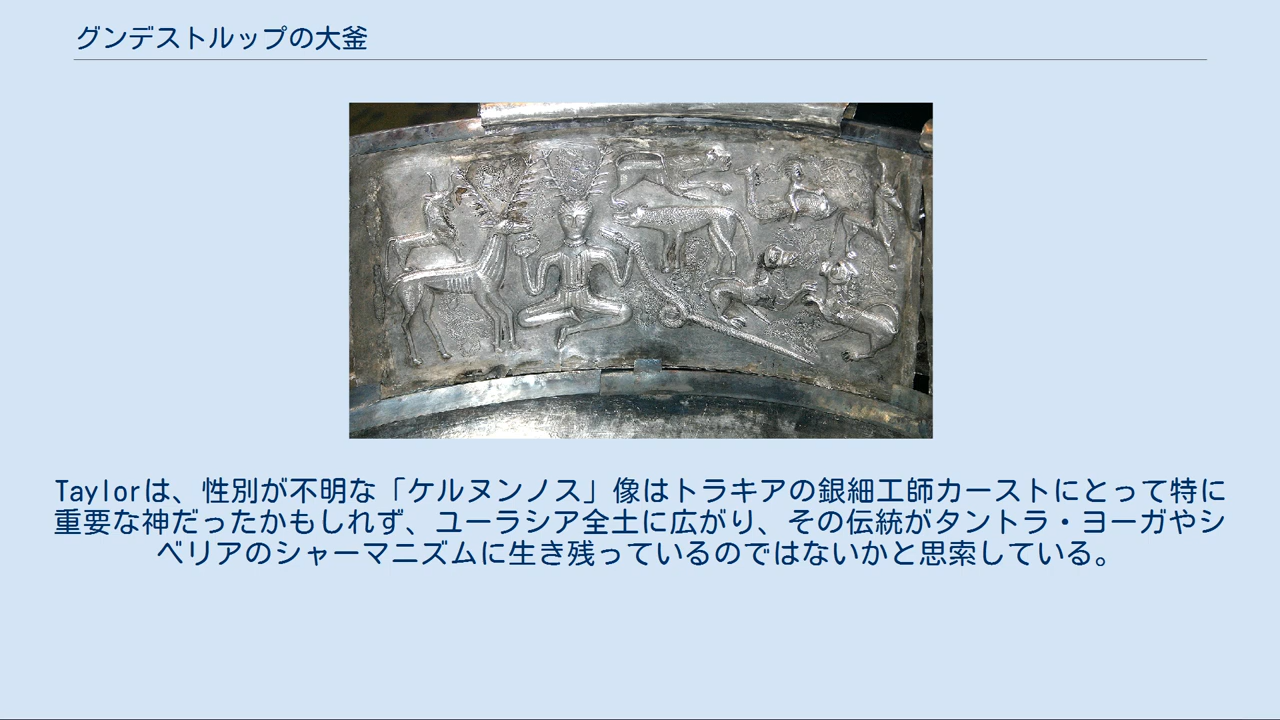 グンデストルップの大釜
Taylorは、性別が不明な「ケルヌンノス」像はトラキアの銀細工師カーストにとって特に
重要な神だったかもしれず、ユーラシア全土に広がり、その伝統がタントラ・ヨーガやシ
ベリアのシャーマニズムに生き残っているのではないかと思索している。